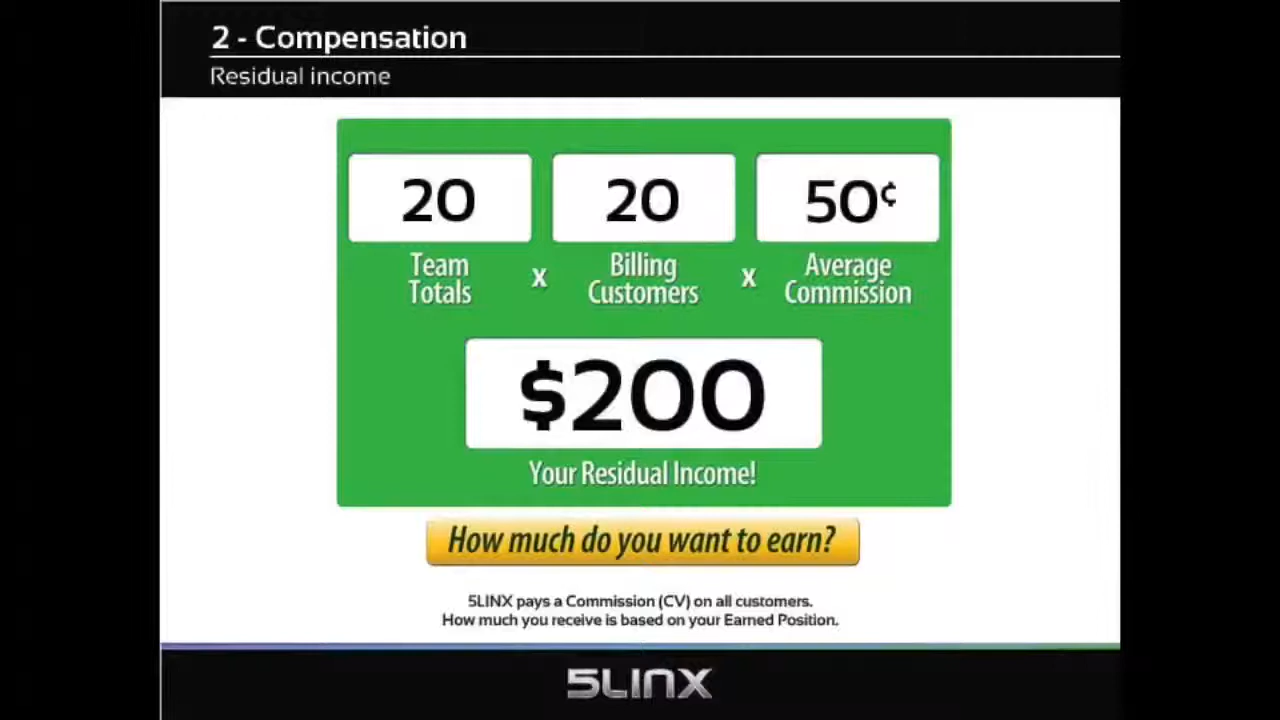 2 - Compensation
Residual income
20 20 50¢
Team Totals x Billing Customers x Average Commission
$200
Your Residual Income!
How much do you want to earn?
5LINX pays a Commission (CV) on all customers.
How much you receive is based on your Earned Position.
5LINX